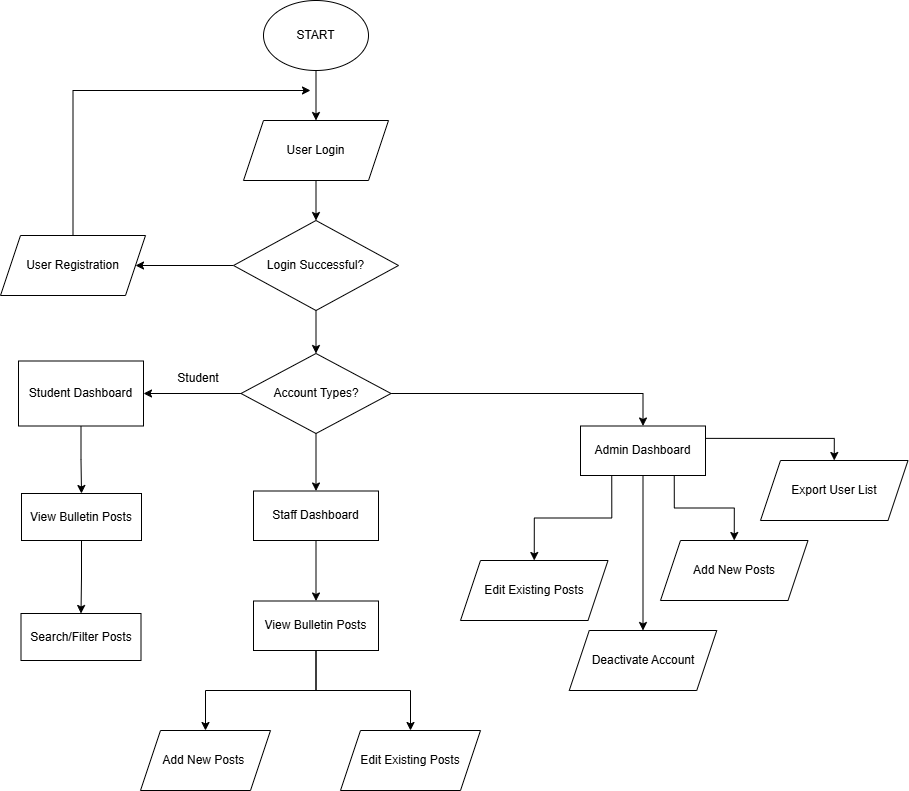 START
User Login
User Registration
Login Successful?
Student Dashboard
Student
Account Types?
Admin Dashboard
Export User List
View Bulletin Posts
Staff Dashboard
Edit Existing Posts
Add New Posts
Search/Filter Posts
View Bulletin Posts
Deactivate Account
Add New Posts
Edit Existing Posts